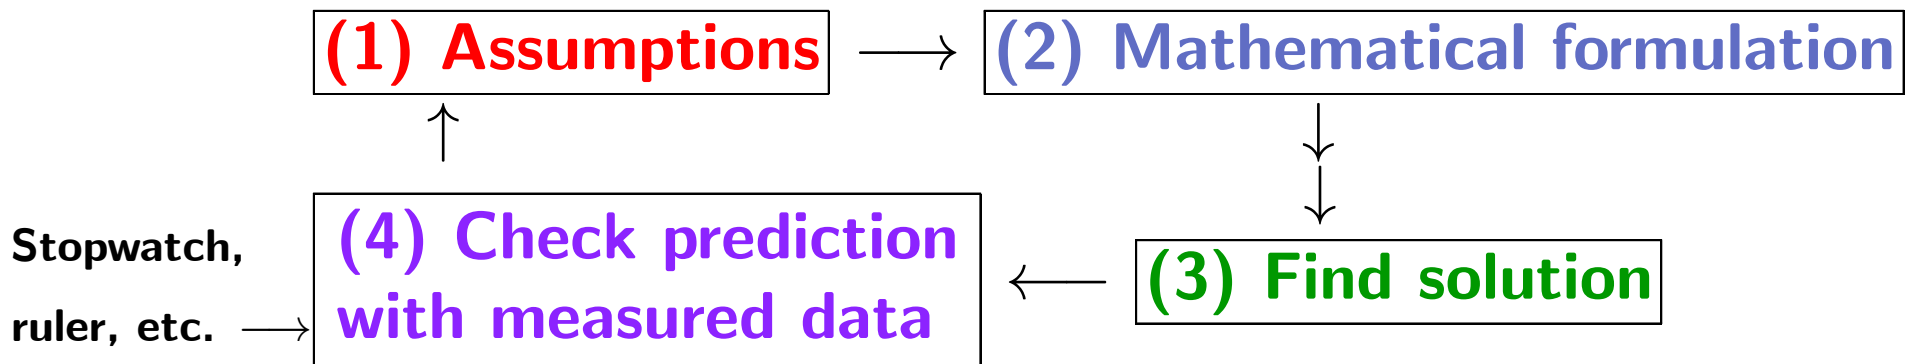 (1) Assumptions
(2) Mathematical formulation
(3) Find solution
(4) Check prediction
with measured data
Stopwatch,
ruler, etc.